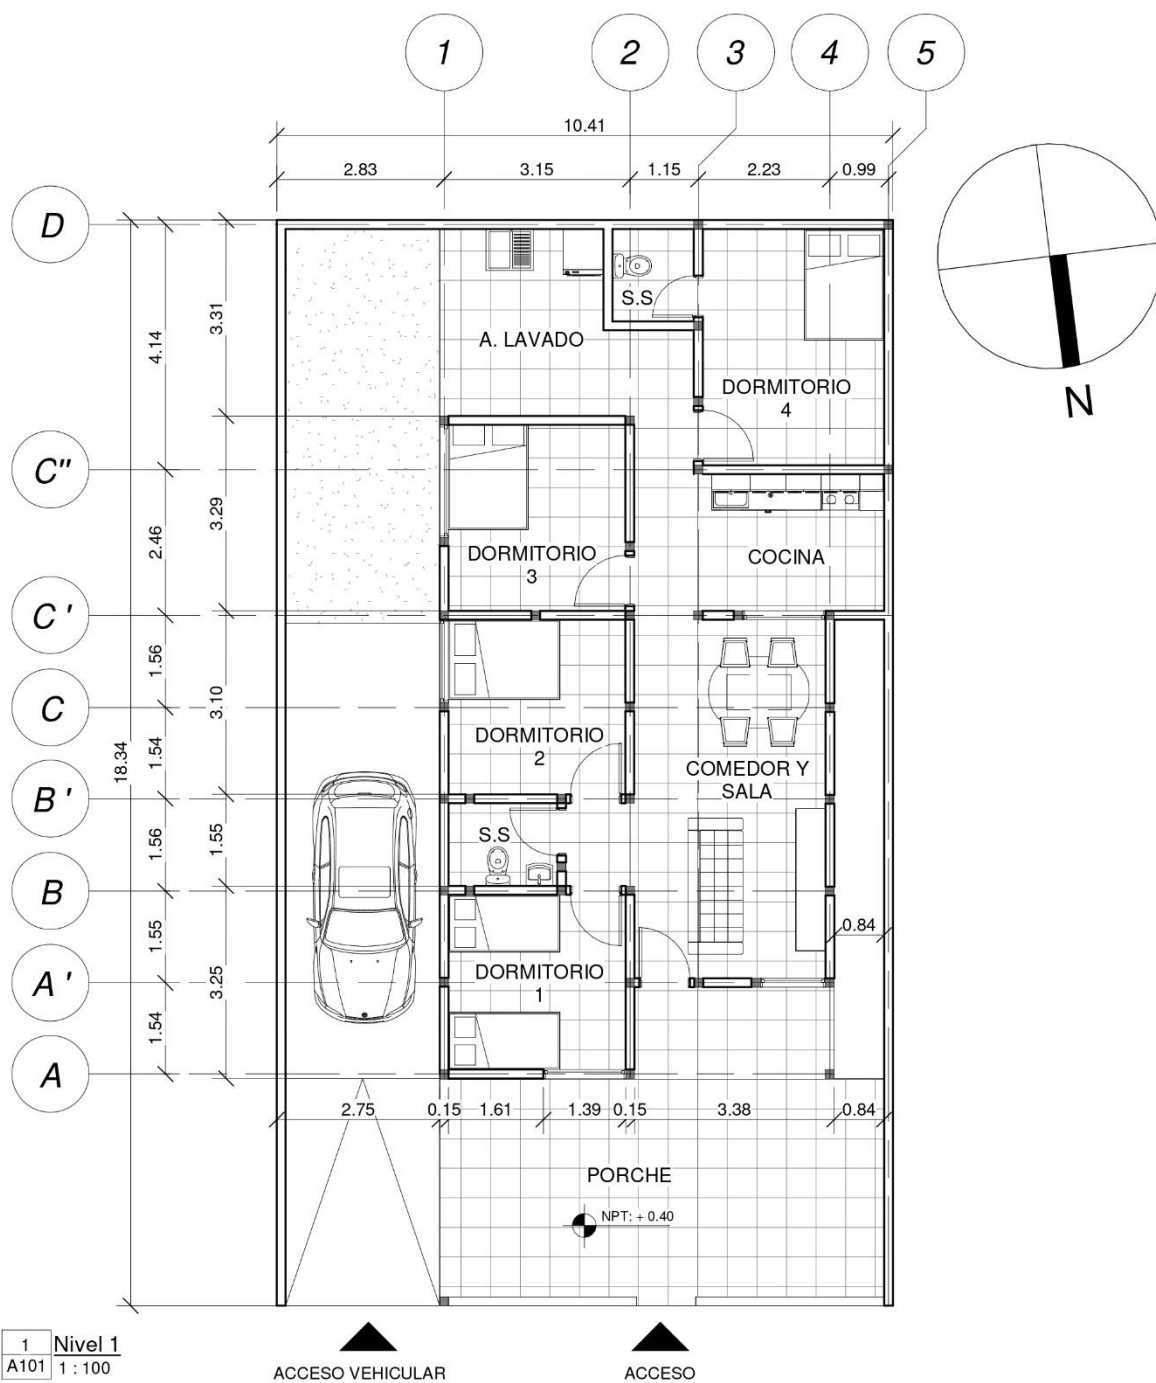 1 2 3 4 5
10.41
2.83 3.15 1.15 2.23 0.99
D
C"
C'
C
B'
B
A'
A
18.34
4.14
2.46
1.56
1.54
1.56
1.55
1.54
3.31
3.29
3.10
1.55
3.25
N
S.S
A. LAVADO
DORMITORIO
4
DORMITORIO
3
COCINA
DORMITORIO
2
COMEDOR Y
SALA
S.S
0.84
DORMITORIO
1
2.75 0.15 1.61 1.39 0.15 3.38 0.84
PORCHE
NPT: + 0.40
1 Nivel 1
A101 1 : 100
ACCESO VEHICULAR
ACCESO